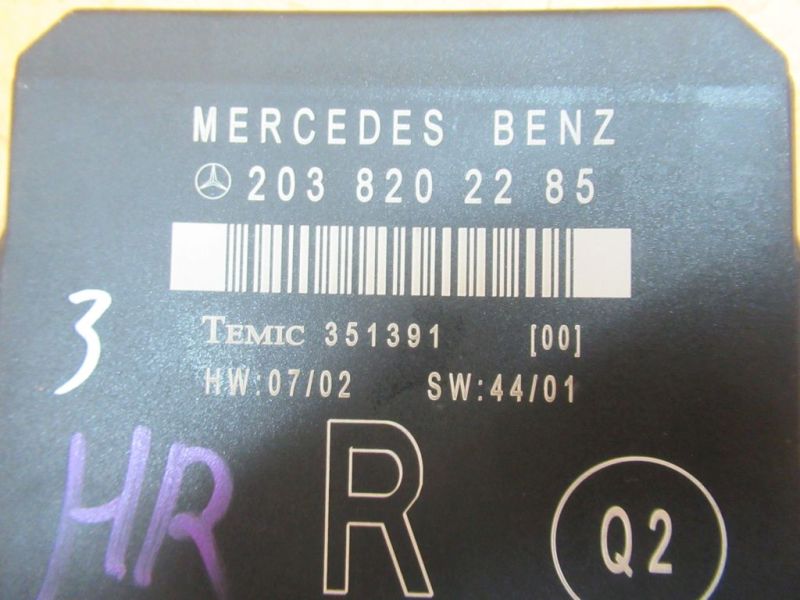 MERCEDES BENZ
203 820 22 85
TEMIC 351391 [00]
HW:07/02 SW:44/01
3
HR
R
Q2